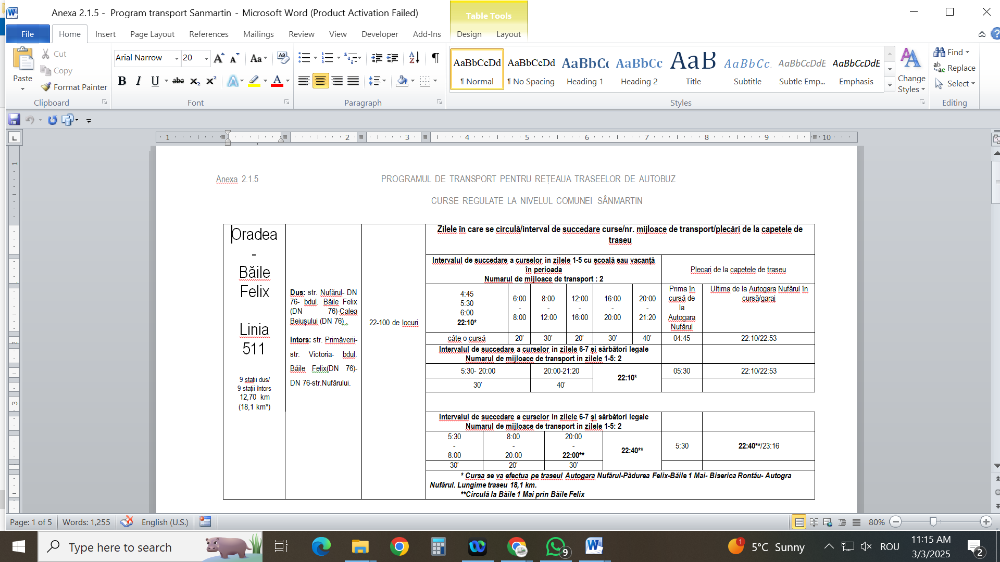 Anexa 2.1.5 - Program transport Sanmartin - Microsoft Word (Product Activation Failed)
Table Tools
File Home Insert Page Layout References Mailings Review View Developer Add-Ins Design Layout
Paste
Cut
Copy
Format Painter
Clipboard
Arial Narrow 20
Font
Paragraph
AaBbCcDd AaBbCcDd AaBbCc AaBbCc AaB AaBbCc. AaBbCcDdE AaBbCcDdE
¶ Normal ¶ No Spacing Heading 1 Heading 2 Title Subtitle Subtle Emp... Emphasis
Styles
Change
Styles
Find
Replace
Select
Editing
1 2 3 4 5 6 7 8 9 10
Anexa 2.1.5 PROGRAMUL DE TRANSPORT PENTRU REȚEAUA TRASEELOR DE AUTOBUZ
CURSE REGULATE LA NIVELUL COMUNEI SÂNMARTIN
Oradea
-
Băile
Felix
Linia
511
9 stații dus/
9 stații întors
12,70 km
(18,1 km*)
Dus: str. Nufărul- DN
76- bdul. Băile Felix
(DN 76)-Calea
Beiușului (DN 76) .
Intors: str. Primăverii-
str. Victoria- bdul.
Băile Felix(DN 76)-
DN 76-str.Nufărului.
22-100 de locuri
Zilele în care se circulă/interval de succedare curse/nr. mijloace de transport/plecări de la capetele de
traseu
Intervalul de succedare a curselor in zilele 1-5 cu școală sau vacanță
în perioada
Numarul de mijloace de transport : 2
Plecari de la capetele de traseu
4:45
5:30
6:00
22:10*
6:00
-
8:00
8:00
-
12:00
12:00
-
16:00
16:00
-
20:00
20:00
-
21:20
Prima în
cursă de
la
Autogara
Nufărul
Ultima de la Autogara Nufărul în
cursă/garaj
câte o cursă 20’ 30’ 20’ 30’ 40’ 04:45 22:10/22:53
Intervalul de succedare a curselor in zilele 6-7 și sărbători legale
Numarul de mijloace de transport in zilele 1-5: 2
5:30- 20:00 20:00-21:20 22:10* 05:30 22:10/22:53
30’ 40’
Intervalul de succedare a curselor in zilele 6-7 și sărbători legale
Numarul de mijloace de transport in zilele 1-5: 2
5:30
-
8:00
8:00
-
20:00
20:00
-
22:00**
22:40** 5:30 22:40**/23:16
30’ 20’ 30’
* Cursa se va efectua pe traseul Autogara Nufărul-Pădurea Felix-Băile 1 Mai- Biserica Rontău- Autogra
Nufărul. Lungime traseu 18,1 km.
**Circulă la Băile 1 Mai prin Băile Felix
Page: 1 of 5 Words: 1,255 English (U.S.) 80%
Type here to search
9
1
5°C Sunny
ROU
11:15 AM
3/3/2025
2